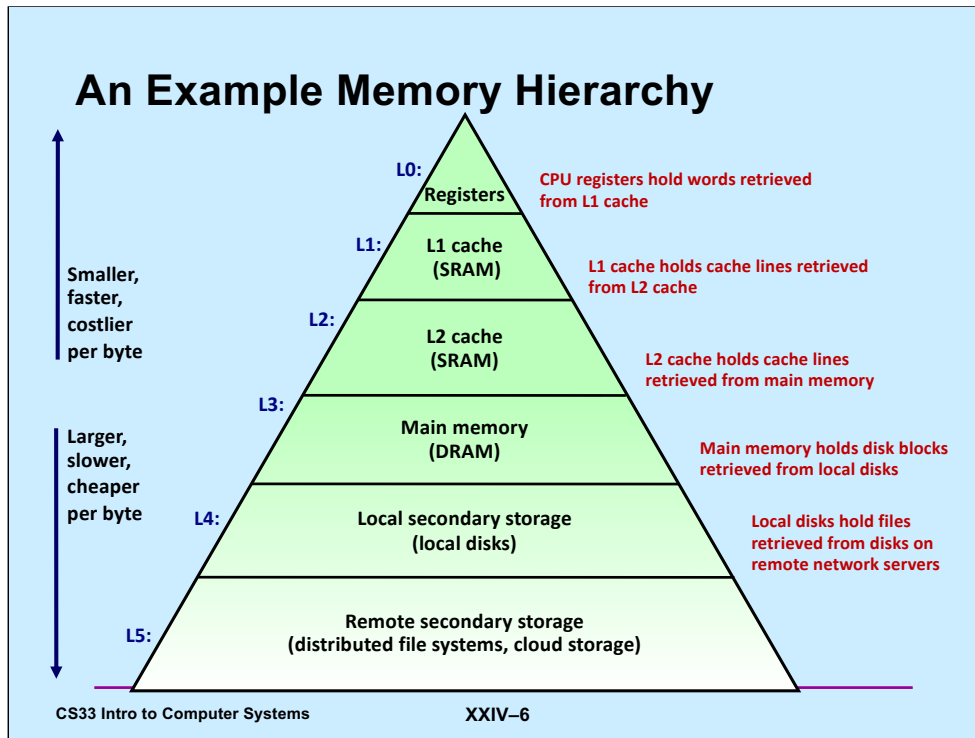 An Example Memory Hierarchy
L0:
Registers
CPU registers hold words retrieved
from L1 cache
L1:
L1 cache
(SRAM)
L1 cache holds cache lines retrieved
from L2 cache
Smaller,
faster,
costlier
per byte
L2:
L2 cache
(SRAM)
L2 cache holds cache lines
retrieved from main memory
L3:
Main memory
(DRAM)
Main memory holds disk blocks
retrieved from local disks
Larger,
slower,
cheaper
per byte
L4:
Local secondary storage
(local disks)
Local disks hold files
retrieved from disks on
remote network servers
L5:
Remote secondary storage
(distributed file systems, cloud storage)
CS33 Intro to Computer Systems
XXIV–6